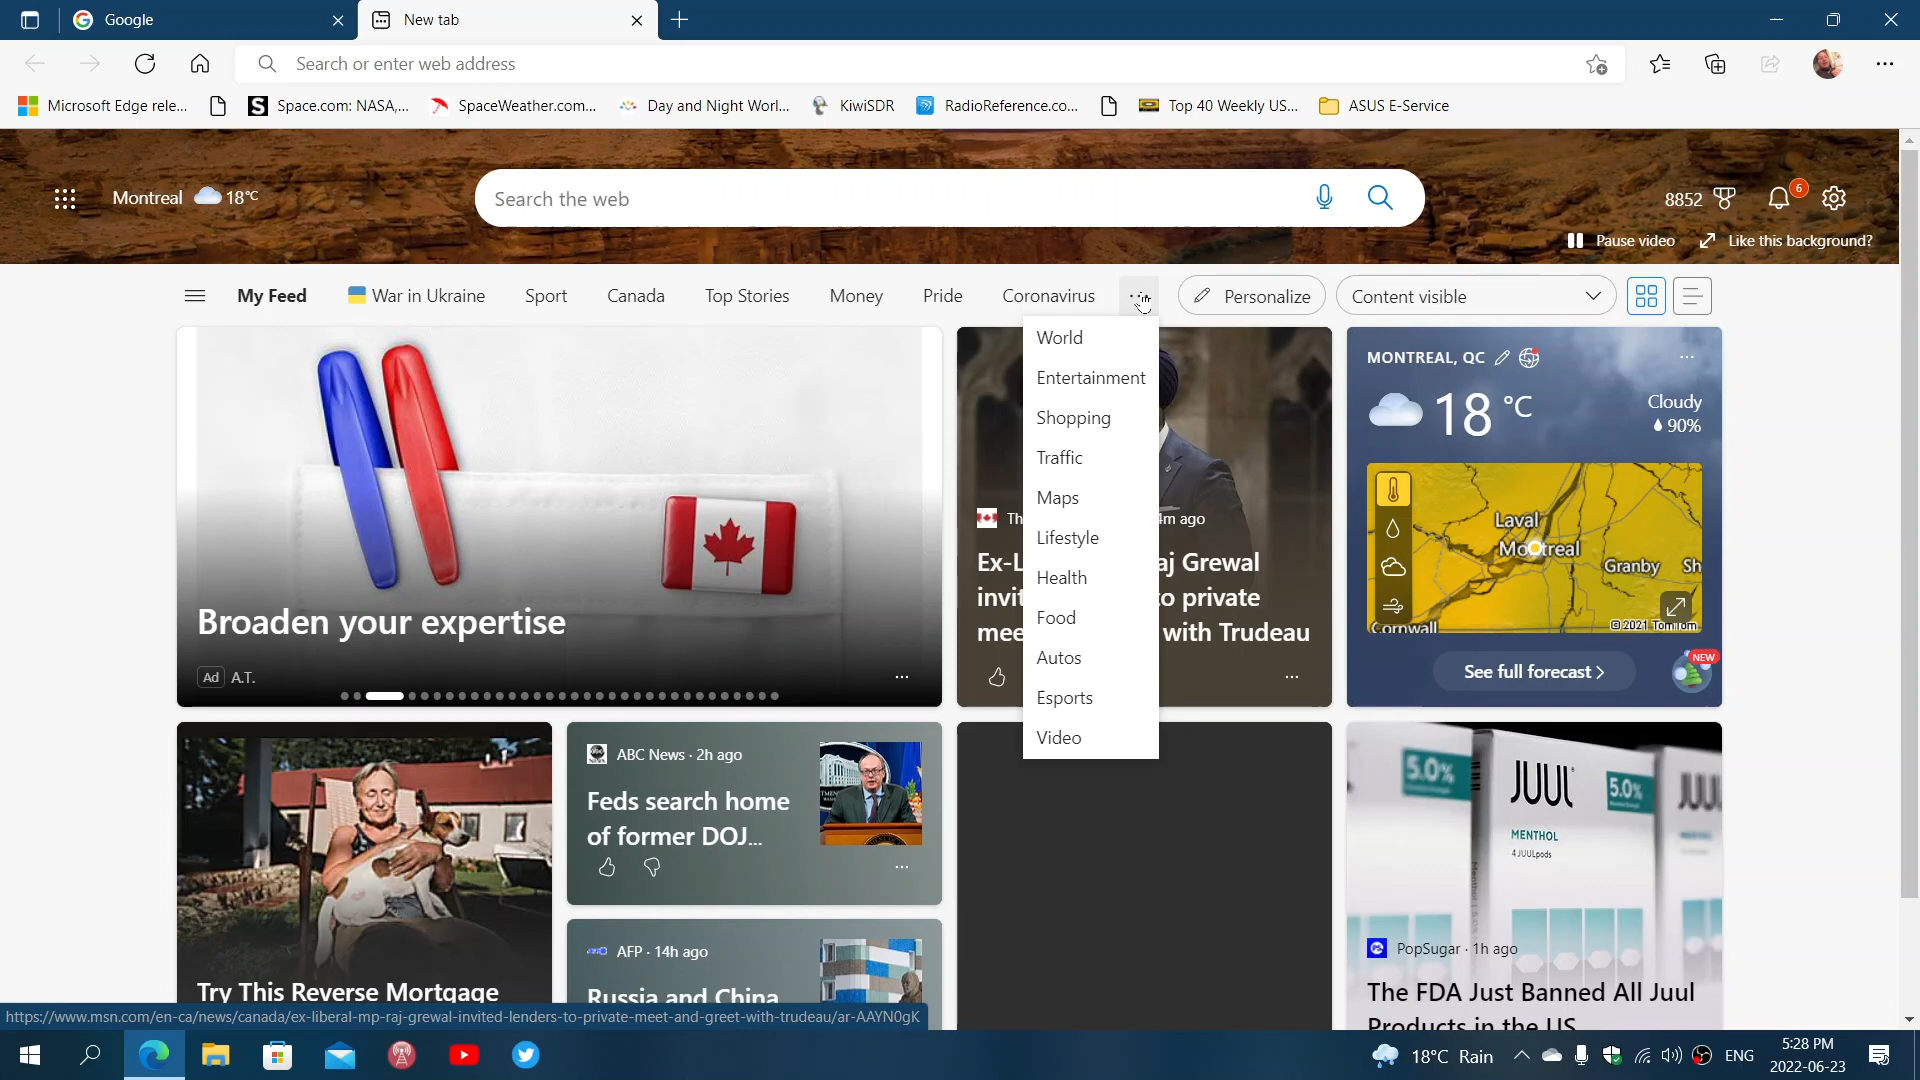 Google
New tab
Search or enter web address
Microsoft Edge rele...
Space.com: NASA,...
SpaceWeather.com...
Day and Night Worl...
KiwiSDR
RadioReference.co...
Top 40 Weekly US...
ASUS E-Service
Montreal 18°C
Search the web
8852
6
Pause video
Like this background?
My Feed
War in Ukraine
Sport
Canada
Top Stories
Money
Pride
Coronavirus
Personalize
Content visible
World
Entertainment
Shopping
Traffic
Maps
Lifestyle
Health
Food
Autos
Esports
Video
Broaden your expertise
Ad A.T.
Th
4m ago
Ex-L aj Grewal
invit to private
mee with Trudeau
MONTREAL, QC
18 °C
Cloudy
90%
Laval
Montreal
Granby Sh
Cornwall
© 2021 TomTom
See full forecast
NEW
Try This Reverse Mortgage
ABC News · 2h ago
Feds search home
of former DOJ...
AFP · 14h ago
Russia and China
5.0%
JUUL
5.0%
JUUL
MENTHOL
4 JUULpods
PopSugar · 1h ago
The FDA Just Banned All Juul
Products in the US
https://www.msn.com/en-ca/news/canada/ex-liberal-mp-raj-grewal-invited-lenders-to-private-meet-and-greet-with-trudeau/ar-AAYN0gK
18°C Rain
ENG
5:28 PM
2022-06-23